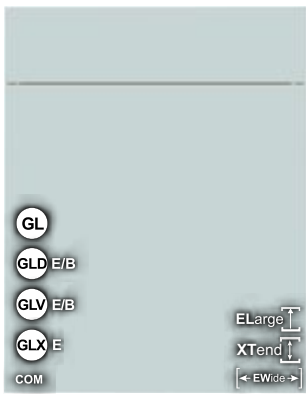 GL
GLD E/B
GLV E/B
GLX E
COM
ELarge
XTend
EWide